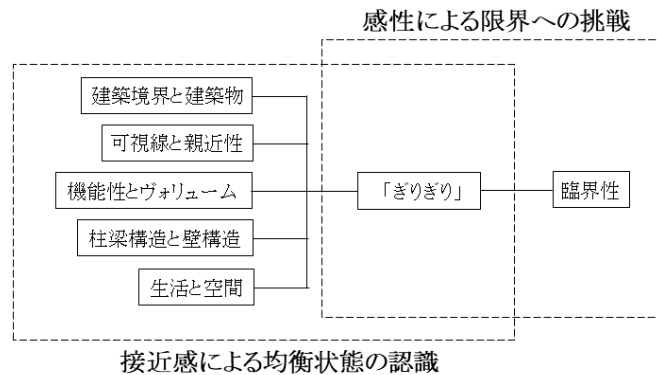 感性による限界への挑戦
建築境界と建築物
可視線と親近性
機能性とヴォリューム
「ぎりぎり」
臨界性
柱梁構造と壁構造
生活と空間
接近感による均衡状態の認識